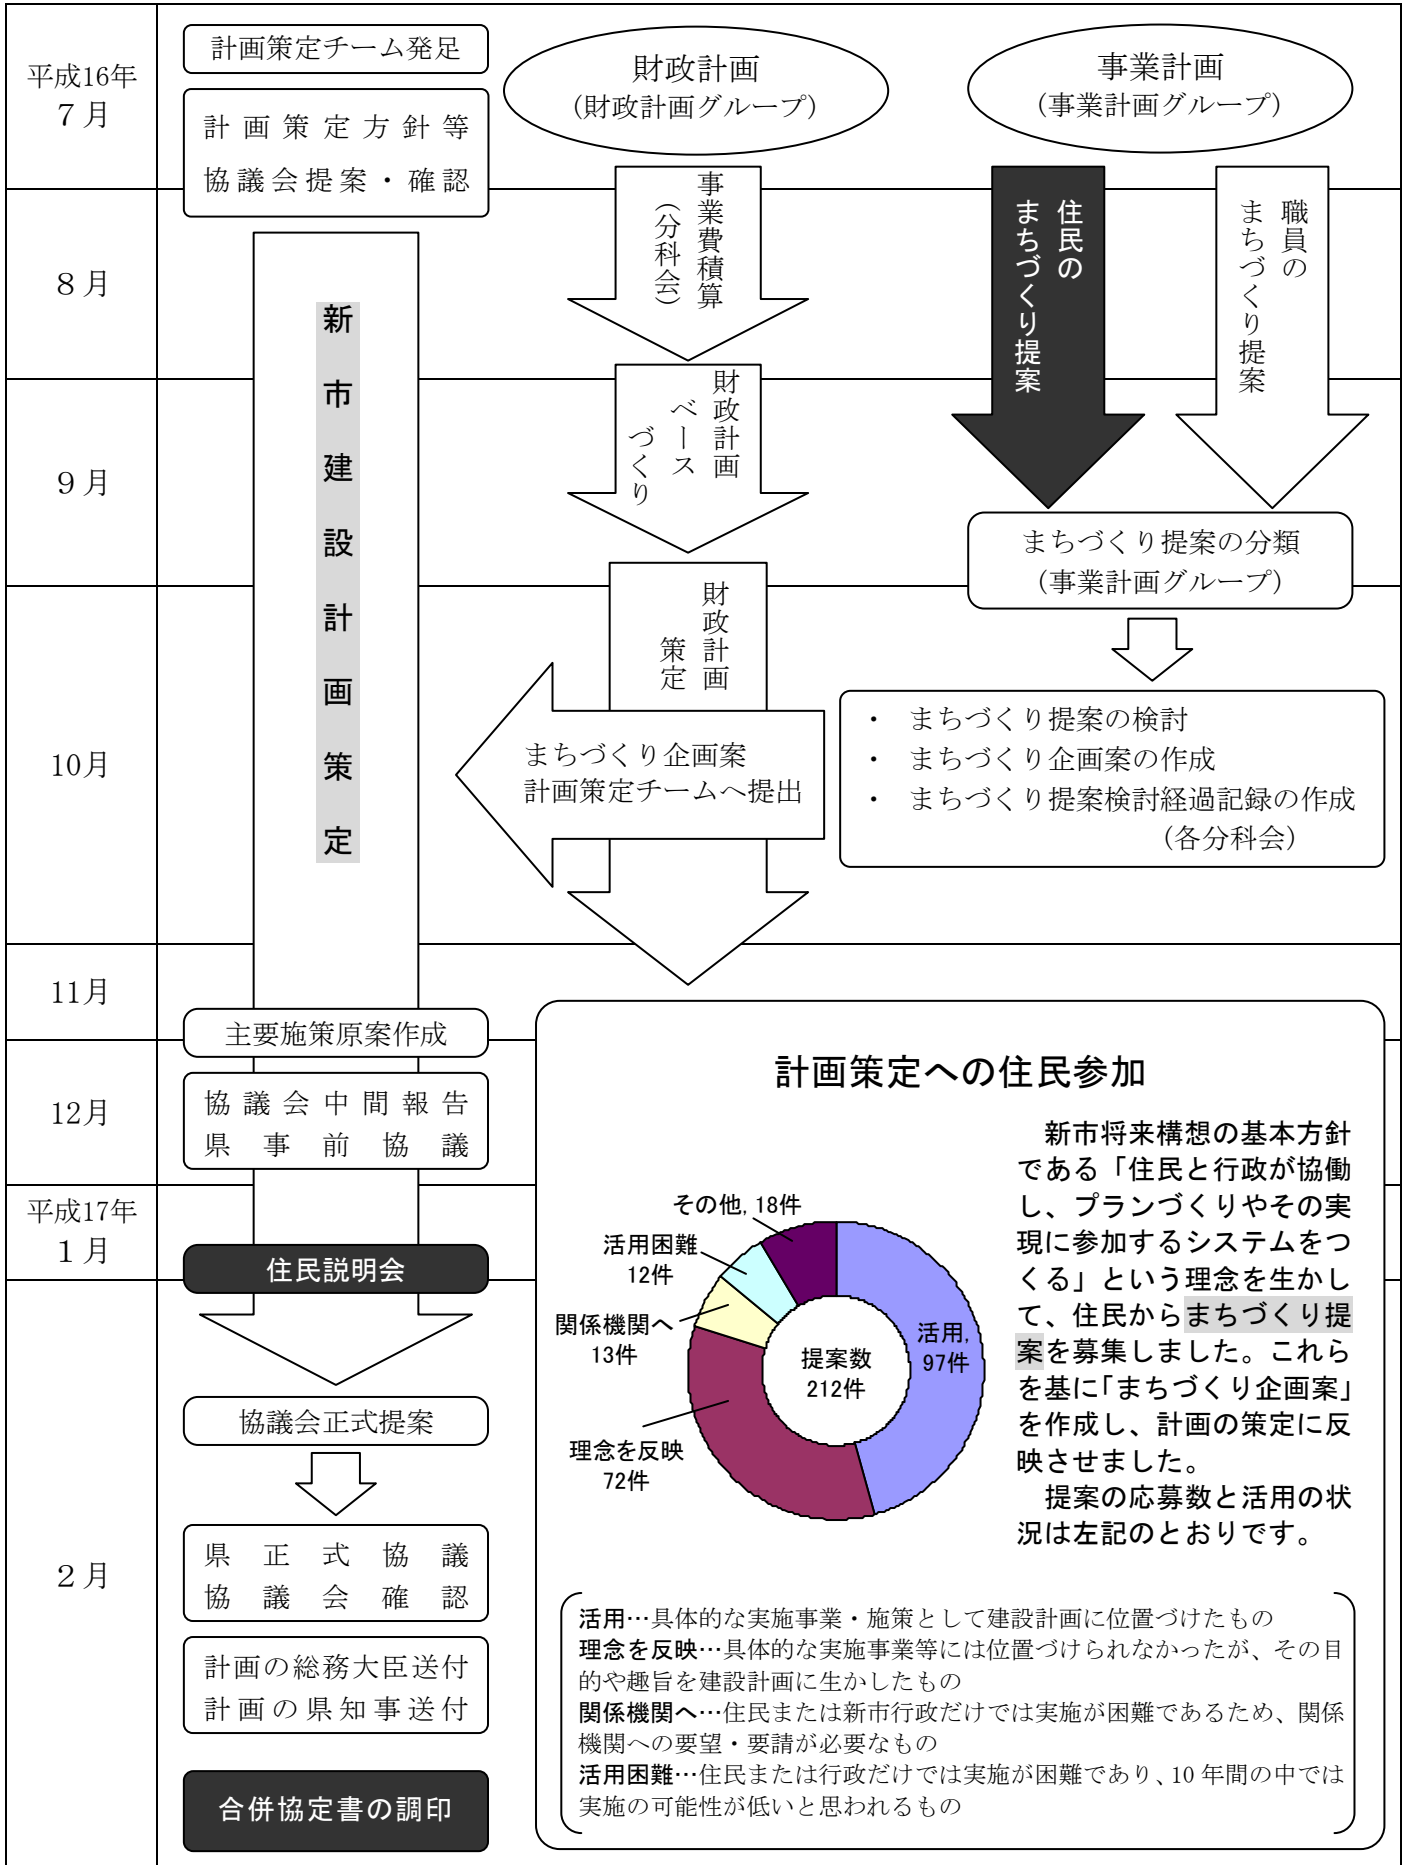 平成16年
７月
計画策定チーム発足
計画策定方針等
協議会提案・確認
財政計画
（財政計画グループ）
事業計画
（事業計画グループ）
８月
事業費積算
（分科会）
住民の
まちづくり提案
職員の
まちづくり提案
新市建設計画策定
９月
財政計画
ベース
づくり
まちづくり提案の分類
（事業計画グループ）
10月
財政計画
策定
まちづくり企画案
計画策定チームへ提出
・ まちづくり提案の検討
・ まちづくり企画案の作成
・ まちづくり提案検討経過記録の作成
（各分科会）
11月
主要施策原案作成
12月
協議会中間報告
県事前協議
平成17年
１月
住民説明会
２月
協議会正式提案
県正式協議
協議会確認
計画の総務大臣送付
計画の県知事送付
合併協定書の調印
計画策定への住民参加
その他, 18件
活用困難
12件
関係機関へ
13件
理念を反映
72件
活用,
97件
提案数
212件
新市将来構想の基本方針
である「住民と行政が協働
し、プランづくりやその実
現に参加するシステムをつ
くる」という理念を生かし
て、住民からまちづくり提
案を募集しました。これら
を基に「まちづくり企画案」
を作成し、計画の策定に反
映させました。
提案の応募数と活用の状
況は左記のとおりです。
活用…具体的な実施事業・施策として建設計画に位置づけたもの
理念を反映…具体的な実施事業等には位置づけられなかったが、その目
的や趣旨を建設計画に生かしたもの
関係機関へ…住民または新市行政だけでは実施が困難であるため、関係
機関への要望・要請が必要なもの
活用困難…住民または行政だけでは実施が困難であり、10 年間の中では
実施の可能性が低いと思われるもの